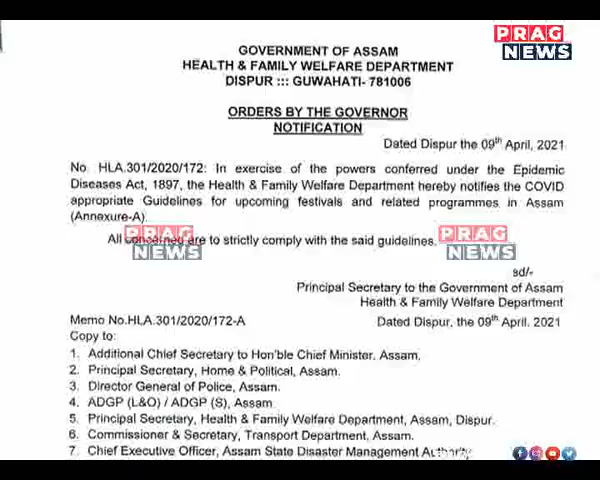 PRAG
NEWS
GOVERNMENT OF ASSAM
HEALTH & FAMILY WELFARE DEPARTMENT
DISPUR ::: GUWAHATI- 781006
ORDERS BY THE GOVERNOR
NOTIFICATION
Dated Dispur the 09th April, 2021
No. HLA.301/2020/172: In exercise of the powers conferred under the Epidemic
Diseases Act, 1897, the Health & Family Welfare Department hereby notifies the COVID
appropriate Guidelines for upcoming festivals and related programmes in Assam
(Annexure-A)
All concerned are to strictly comply with the said guidelines.
PRAG
NEWS
PRAG
NEWS
sd/-
Principal Secretary to the Government of Assam
Health & Family Welfare Department
Memo No.HLA.301/2020/172-A
Dated Dispur, the 09th April. 2021
Copy to:
1. Additional Chief Secretary to Hon'ble Chief Minister, Assam.
2. Principal Secretary, Home & Political, Assam.
3. Director General of Police, Assam.
4. ADGP (L&O) / ADGP (S), Assam
5. Principal Secretary, Health & Family Welfare Department, Assam, Dispur.
6. Commissioner & Secretary, Transport Department, Assam.
7. Chief Executive Officer, Assam State Disaster Management Authority